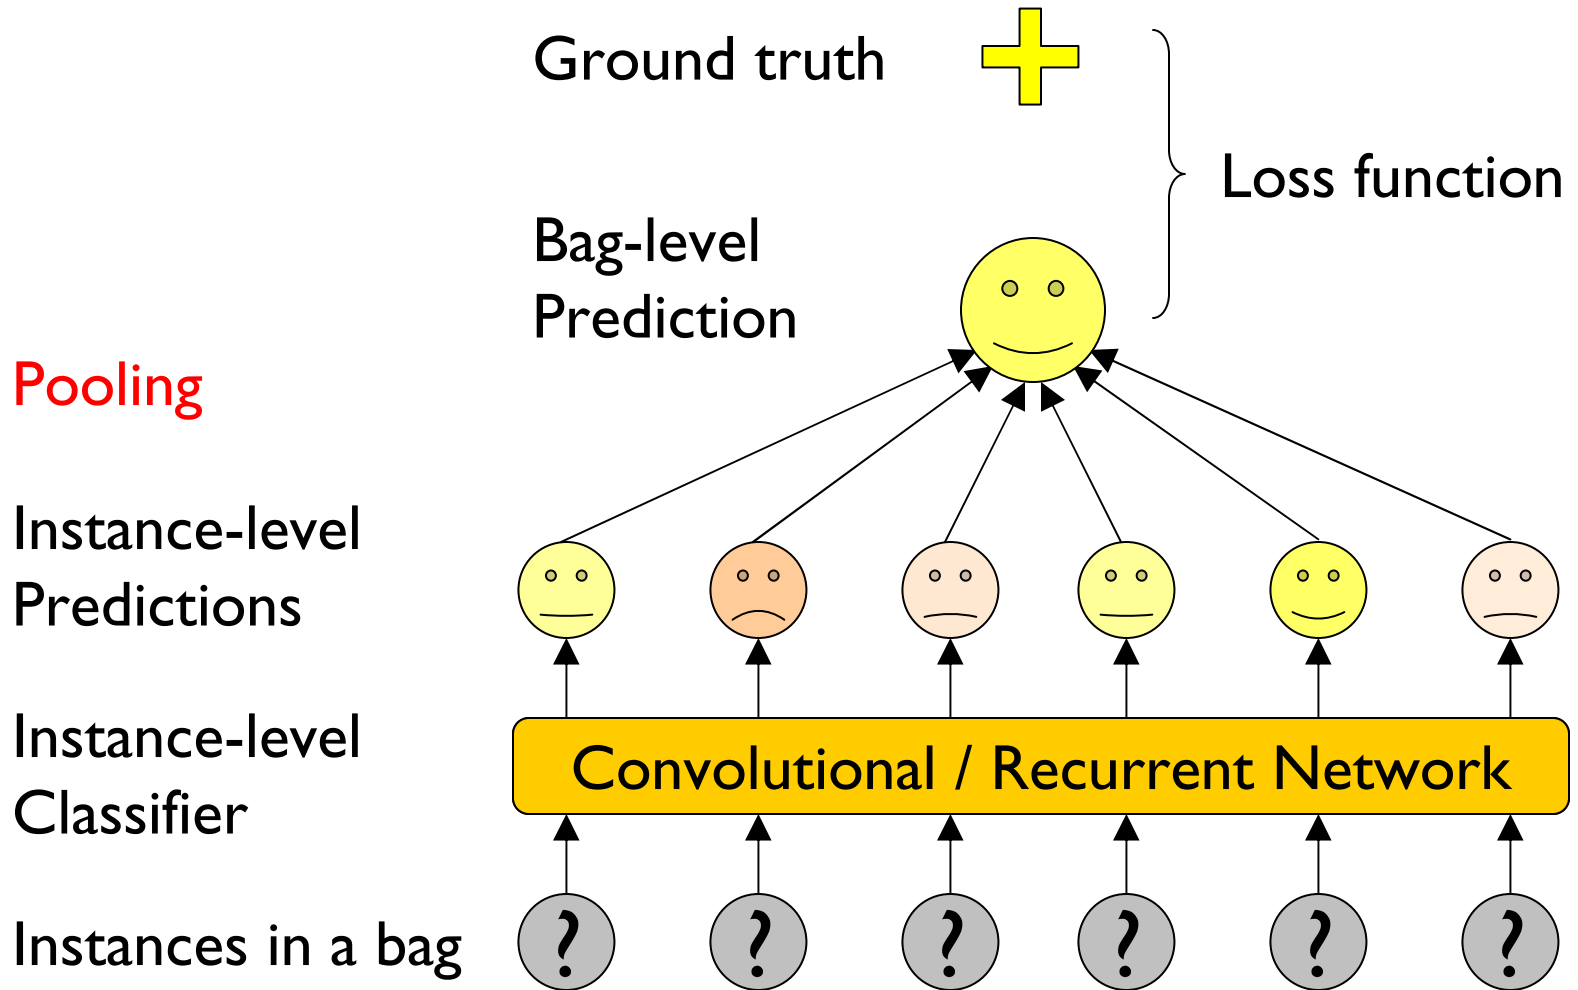 Ground truth
Loss function
Bag-level
Prediction
Pooling
Instance-level
Predictions
Instance-level
Classifier
Convolutional / Recurrent Network
Instances in a bag
? ? ? ? ? ?